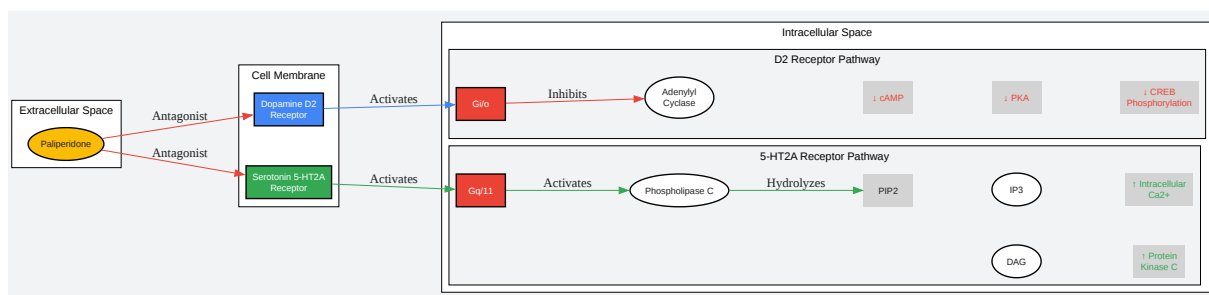 Intracellular Space
D2 Receptor Pathway
Cell Membrane
Extracellular Space
Paliperidone
Antagonist
Antagonist
Dopamine D2
Receptor
Serotonin 5-HT2A
Receptor
Activates
Activates
Gi/o
Inhibits
Adenylyl
Cyclase
↓ cAMP
↓ PKA
↓ CREB
Phosphorylation
5-HT2A Receptor Pathway
Gq/11
Activates
Phospholipase C
Hydrolyzes
PIP2
IP3
↑ Intracellular
Ca2+
DAG
↑ Protein
Kinase C